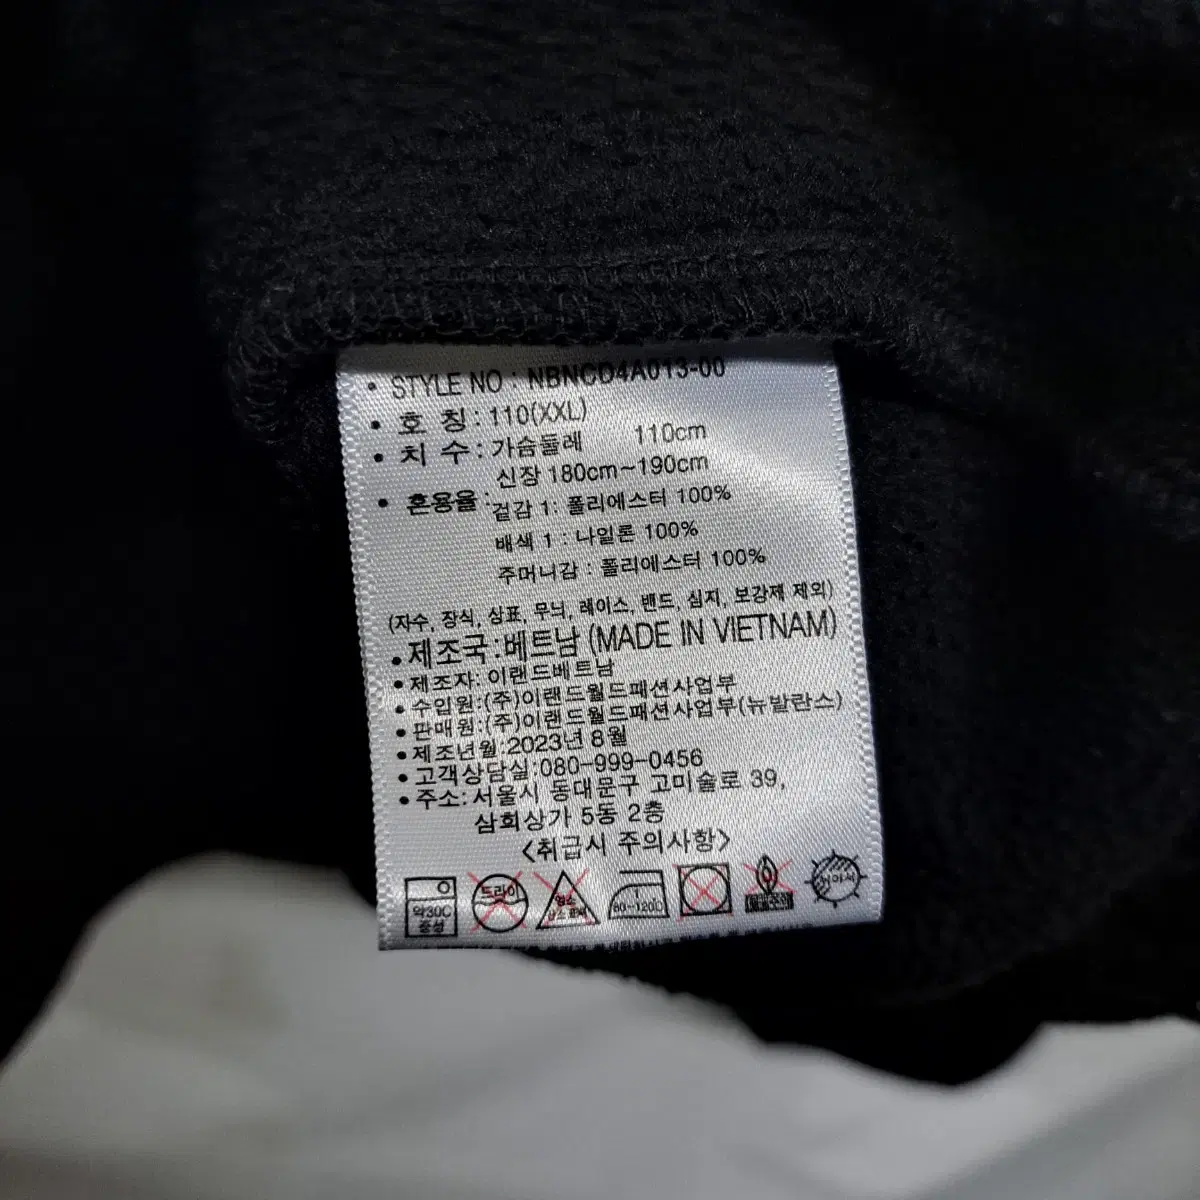 • STYLE NO : NBNCD4A013-00
• 호 칭 : 110(XXL)
• 치 수 : 가슴둘레 110cm
신장 180cm~190cm
• 혼용율 : 겉감 1 : 폴리에스터 100%
배색 1 : 나일론 100%
주머니감 : 폴리에스터 100%
(자수, 장식, 상표, 무늬, 레이스, 밴드, 심지, 보강제 제외)
• 제조국 : 베트남 (MADE IN VIETNAM)
• 제조자: 이랜드베트남
• 수입원:(주)이랜드월드패션사업부
• 판매원:(주)이랜드월드패션사업부(뉴발란스)
• 제조년월:2023년 8월
• 고객상담실:080-999-0456
• 주소: 서울시 동대문구 고미술로 39,
삼희상가 5동 2층
<취급시 주의사항>
약30C 중성 드라이 염소 산소표백 1 80~120℃